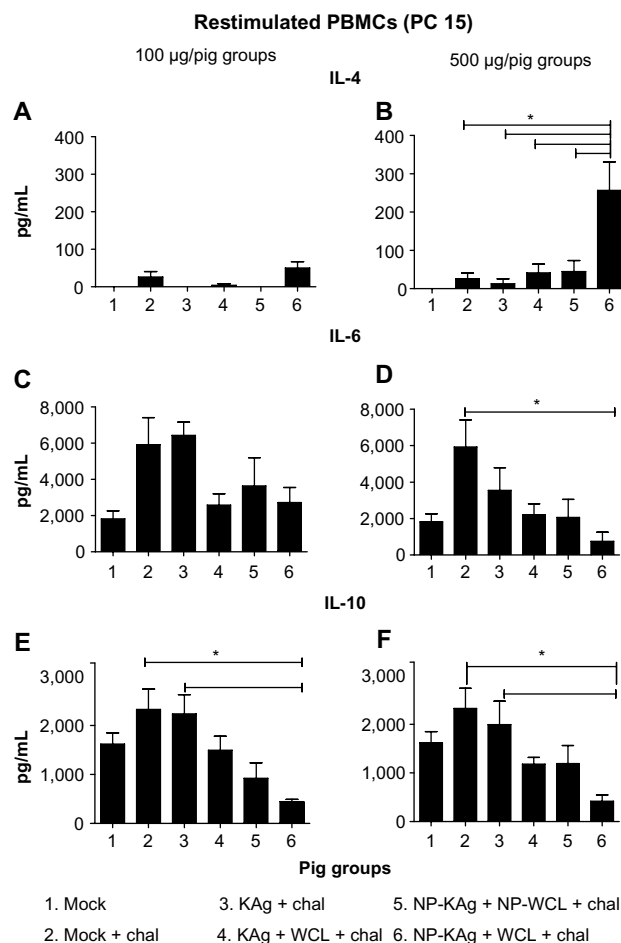 Restimulated PBMCs (PC 15)
100 µg/pig groups
500 µg/pig groups
IL-4
A
B
400
300
200
100
0
pg/mL
1 2 3 4 5 6
*
400
300
200
100
0
1 2 3 4 5 6
IL-6
C
D
8,000
6,000
4,000
2,000
0
pg/mL
1 2 3 4 5 6
*
8,000
6,000
4,000
2,000
0
1 2 3 4 5 6
IL-10
E
F
*
3,000
2,000
1,000
0
pg/mL
1 2 3 4 5 6
*
3,000
2,000
1,000
0
1 2 3 4 5 6
Pig groups
1. Mock
3. KAg + chal
5. NP-KAg + NP-WCL + chal
2. Mock + chal
4. KAg + WCL + chal
6. NP-KAg + WCL + chal